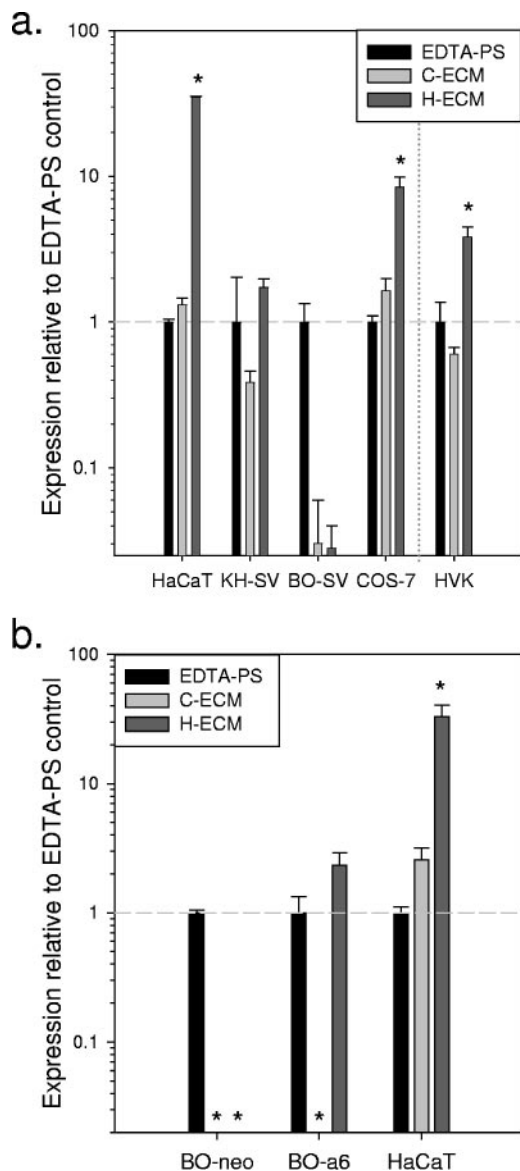 a.
Expression relative to EDTA-PS control
100
10
1
0.1
EDTA-PS
C-ECM
H-ECM
*
*
*
HaCaT KH-SV BO-SV COS-7 HVK
b.
Expression relative to EDTA-PS control
100
10
1
0.1
EDTA-PS
C-ECM
H-ECM
*
* *
*
BO-neo BO-a6 HaCaT